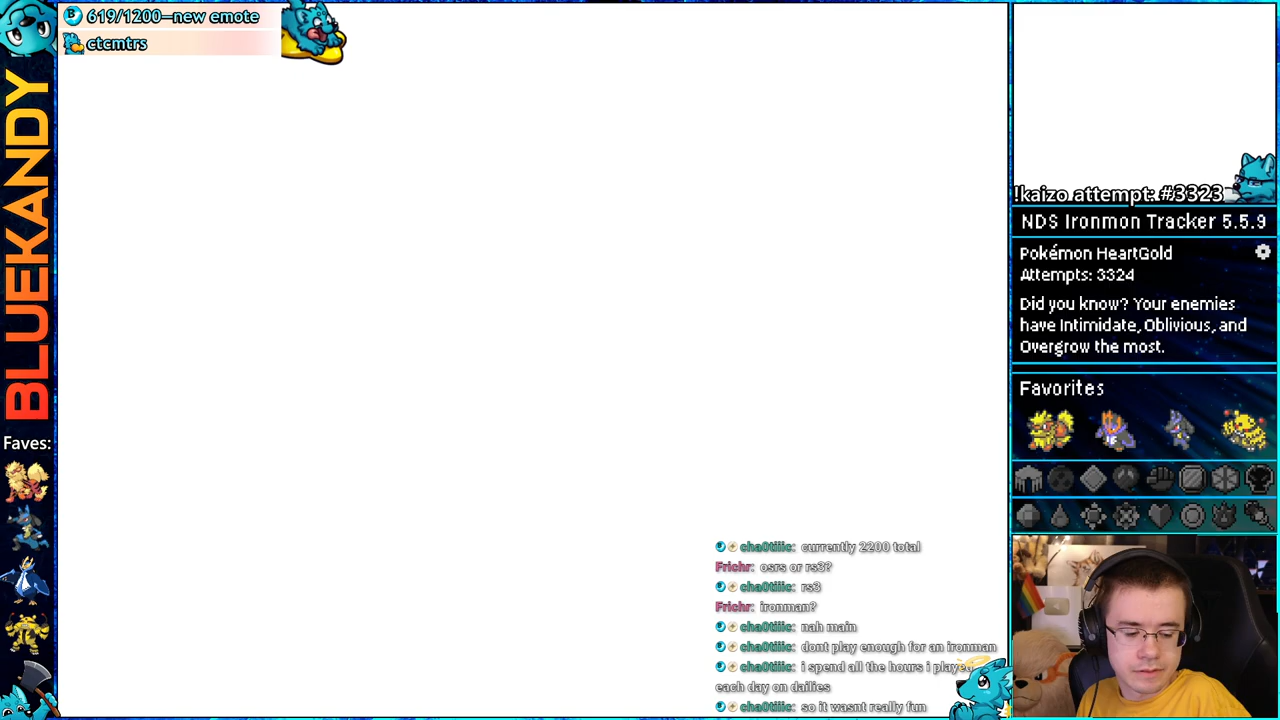 619/1200—new emote
ctcmtrs
BLUEKANDY
Faves:
!kaizo attempt: #3323
NDS Ironmon Tracker 5.5.9
Pokémon HeartGold
Attempts: 3324
Did you know? Your enemies
have Intimidate, Oblivious, and
Overgrow the most.
Favorites
cha0tiiic: currently 2200 total
Frichr: osrs or rs3?
cha0tiiic: rs3
Frichr: ironman?
cha0tiiic: nah main
cha0tiiic: dont play enough for an ironman
cha0tiiic: i spend all the hours i played
each day on dailies
cha0tiiic: so it wasnt really fun